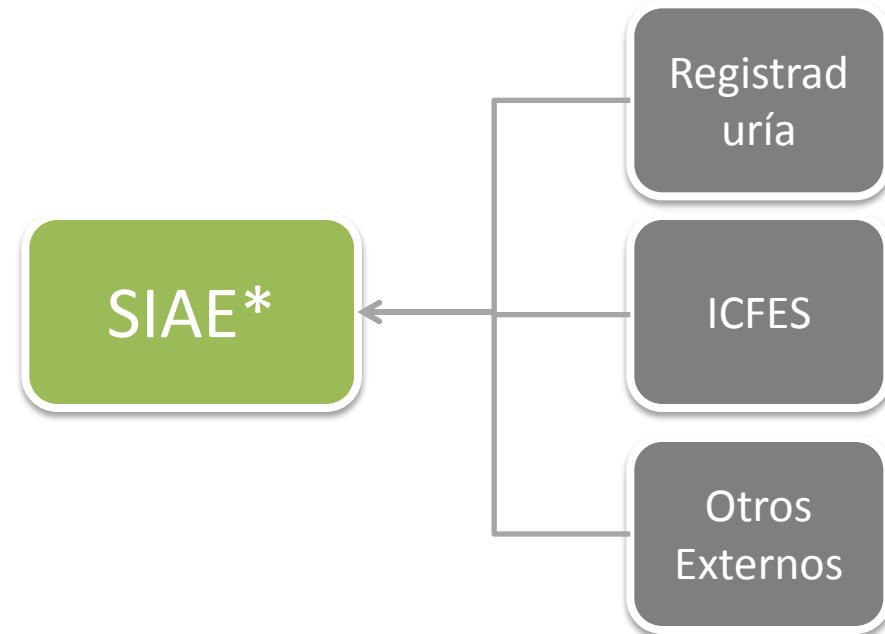 Registrad
uría
SIAE*
ICFES
Otros
Externos